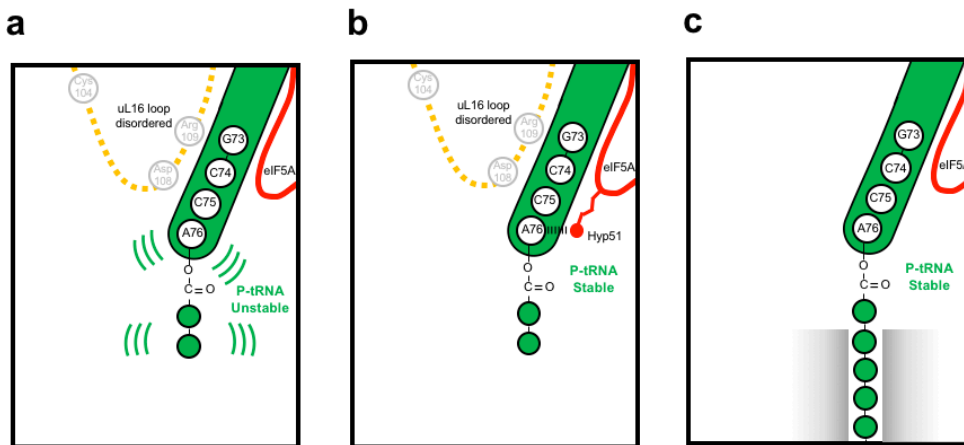 a
Cys
104
uL16 loop
disordered
Arg
109
Asp
108
G73
C74
C75
A76
eIF5A
O
C=O
P-tRNA
Unstable
b
Cys
104
uL16 loop
disordered
Arg
109
Asp
108
G73
C74
C75
A76
eIF5A
Hyp51
O
C=O
P-tRNA
Stable
c
G73
C74
C75
A76
eIF5A
O
C=O
P-tRNA
Stable